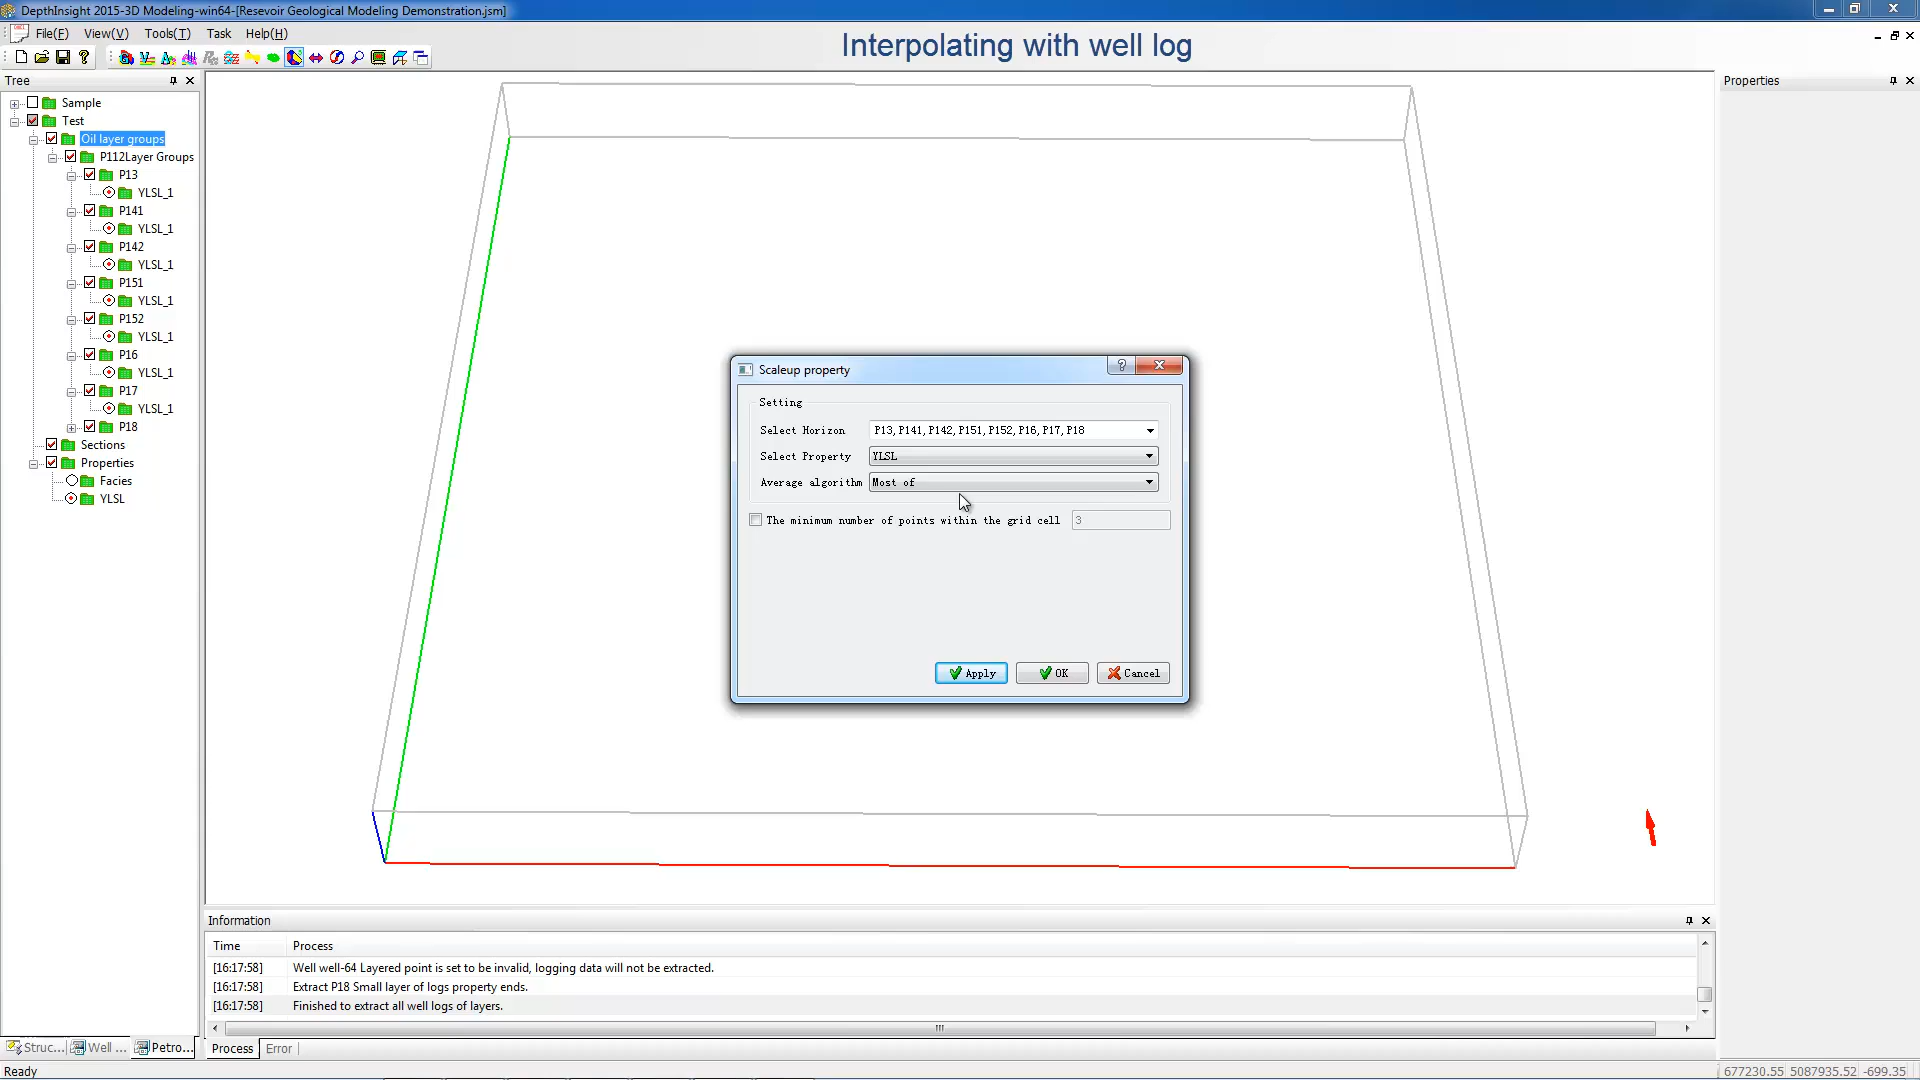 DepthInsight 2015-3D Modeling-win64-[Resevoir Geological Modeling Demonstration.jsm]
File(F) View(V) Tools(T) Task Help(H)
Interpolating with well log
Tree
Properties
Sample
Test
Oil layer groups
P112Layer Groups
P13
YLSL_1
P141
YLSL_1
P142
YLSL_1
P151
YLSL_1
P152
YLSL_1
P16
YLSL_1
P17
YLSL_1
P18
Sections
Properties
Facies
YLSL
Scaleup property
Setting
Select Horizon P13,P141,P142,P151,P152,P16,P17,P18
Select Property YLSL
Average algorithm Most of
The minimum number of points within the grid cell 3
Apply OK Cancel
Information
Time Process
[16:17:58] Well well-64 Layered point is set to be invalid, logging data will not be extracted.
[16:17:58] Extract P18 Small layer of logs property ends.
[16:17:58] Finished to extract all well logs of layers.
Struc... Well ... Petro... Process Error
Ready
677230.55 5087935.52 -699.35